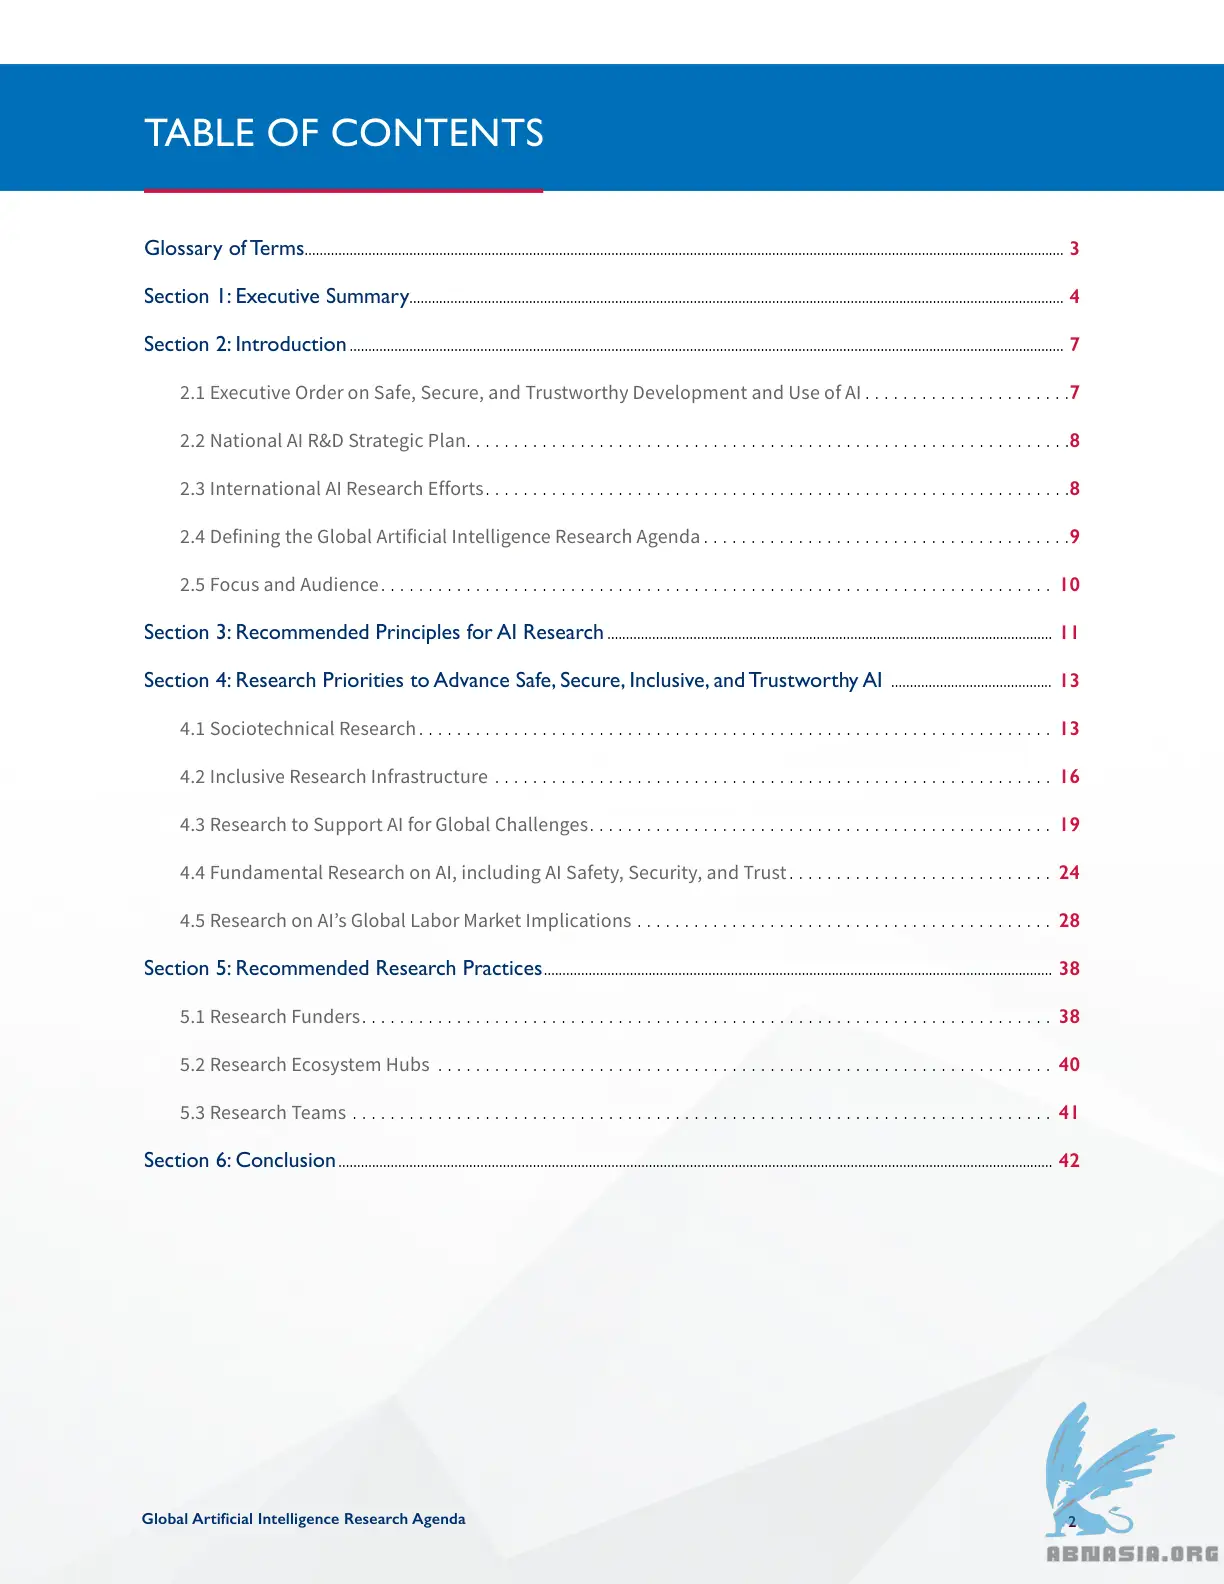 TABLE OF CONTENTS
Glossary of Terms 3
Section 1: Executive Summary 4
Section 2: Introduction 7
2.1 Executive Order on Safe, Secure, and Trustworthy Development and Use of AI 7
2.2 National AI R&D Strategic Plan 8
2.3 International AI Research Efforts 8
2.4 Defining the Global Artificial Intelligence Research Agenda 9
2.5 Focus and Audience 10
Section 3: Recommended Principles for AI Research 11
Section 4: Research Priorities to Advance Safe, Secure, Inclusive, and Trustworthy AI 13
4.1 Sociotechnical Research 13
4.2 Inclusive Research Infrastructure 16
4.3 Research to Support AI for Global Challenges 19
4.4 Fundamental Research on AI, including AI Safety, Security, and Trust 24
4.5 Research on AI’s Global Labor Market Implications 28
Section 5: Recommended Research Practices 38
5.1 Research Funders 38
5.2 Research Ecosystem Hubs 40
5.3 Research Teams 41
Section 6: Conclusion 42
Global Artificial Intelligence Research Agenda 2
ABNASIA.ORG